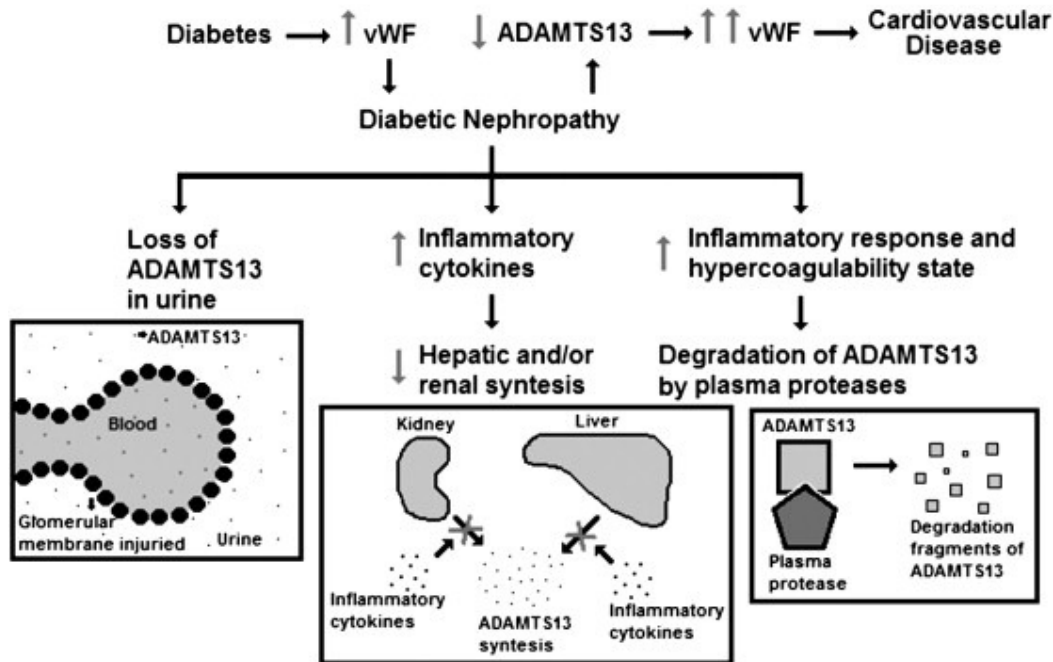 Diabetes
vWF
ADAMTS13
vWF
Cardiovascular
Disease
Diabetic Nephropathy
Loss of
ADAMTS13
in urine
Inflammatory
cytokines
Inflammatory response and
hypercoagulability state
Hepatic and/or
renal syntesis
Degradation of ADAMTS13
by plasma proteases
ADAMTS13
Blood
Glomerular
membrane injuried
Urine
Kidney
Liver
Inflammatory
cytokines
ADAMTS13
syntesis
Inflammatory
cytokines
ADAMTS13
Plasma
protease
Degradation
fragments of
ADAMTS13